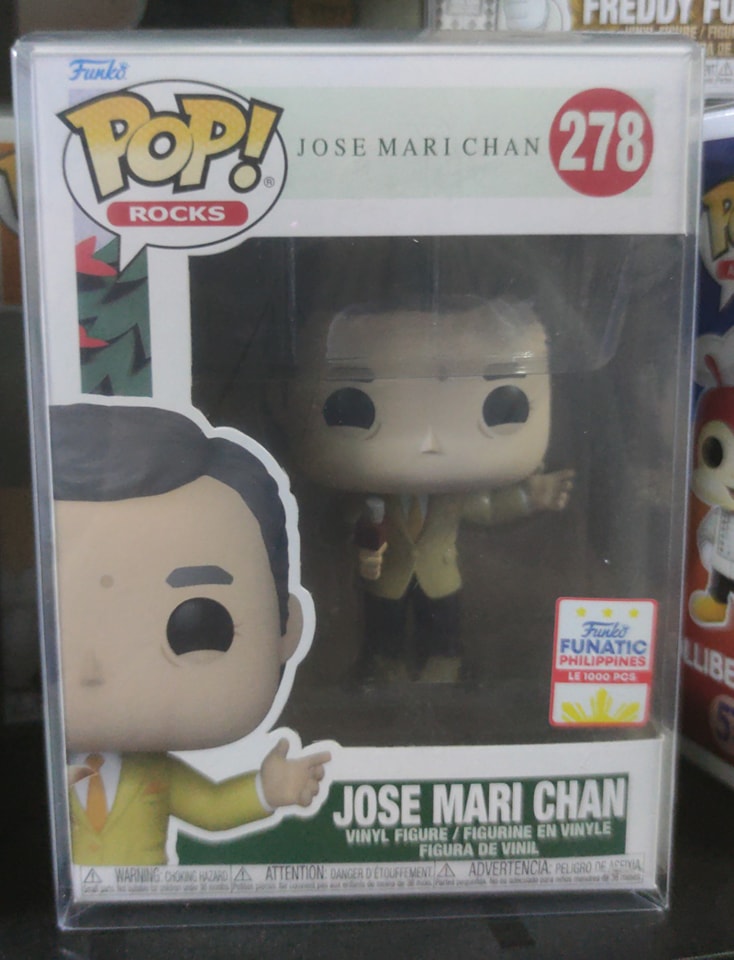 FREDDY FU
Funko
POP!®
ROCKS
JOSE MARI CHAN
278
Funko
FUNATIC
PHILIPPINES
LE 1000 PCS
LLIBE
JOSE MARI CHAN
VINYL FIGURE / FIGURINE EN VINYLE
FIGURA DE VINIL
WARNING: CHOKING HAZARD
ATTENTION: DANGER D'ÉTOUFFEMENT
ADVERTENCIA: PELIGRO DE ASFIXIA